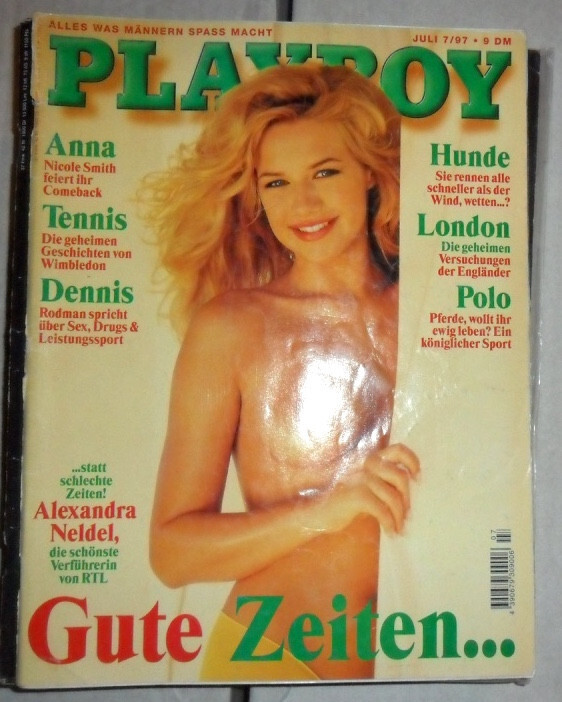 ALLES WAS MÄNNERN SPASS MACHT
JULI 7/97 • 9 DM
PLAYBOY
Anna
Nicole Smith
feiert ihr
Comeback
Tennis
Die geheimen
Geschichten von
Wimbledon
Dennis
Rodman spricht
über Sex, Drugs &
Leistungssport
Hunde
Sie rennen alle
schneller als der
Wind, wetten...?
London
Die geheimen
Versuchungen
der Engländer
Polo
Pferde, wollt ihr
ewig leben? Ein
königlicher Sport
...statt
schlechte
Zeiten!
Alexandra
Neldel,
die schönste
Verführerin
von RTL
07
Gute Zeiten...